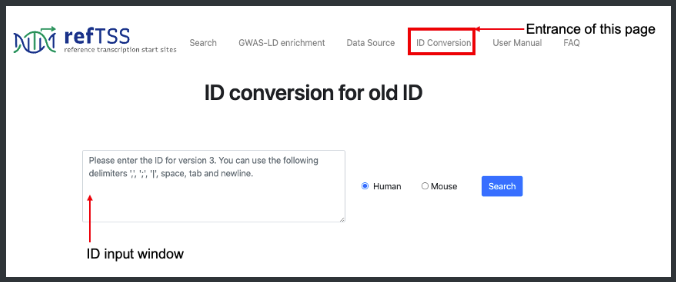 Entrance of this page
refTSS
reference transcription start sites
Search GWAS-LD enrichment Data Source ID Conversion User Manual FAQ
ID conversion for old ID
Please enter the ID for version 3. You can use the following
delimiters ',', ';', '|', space, tab and newline.
Human Mouse Search
ID input window